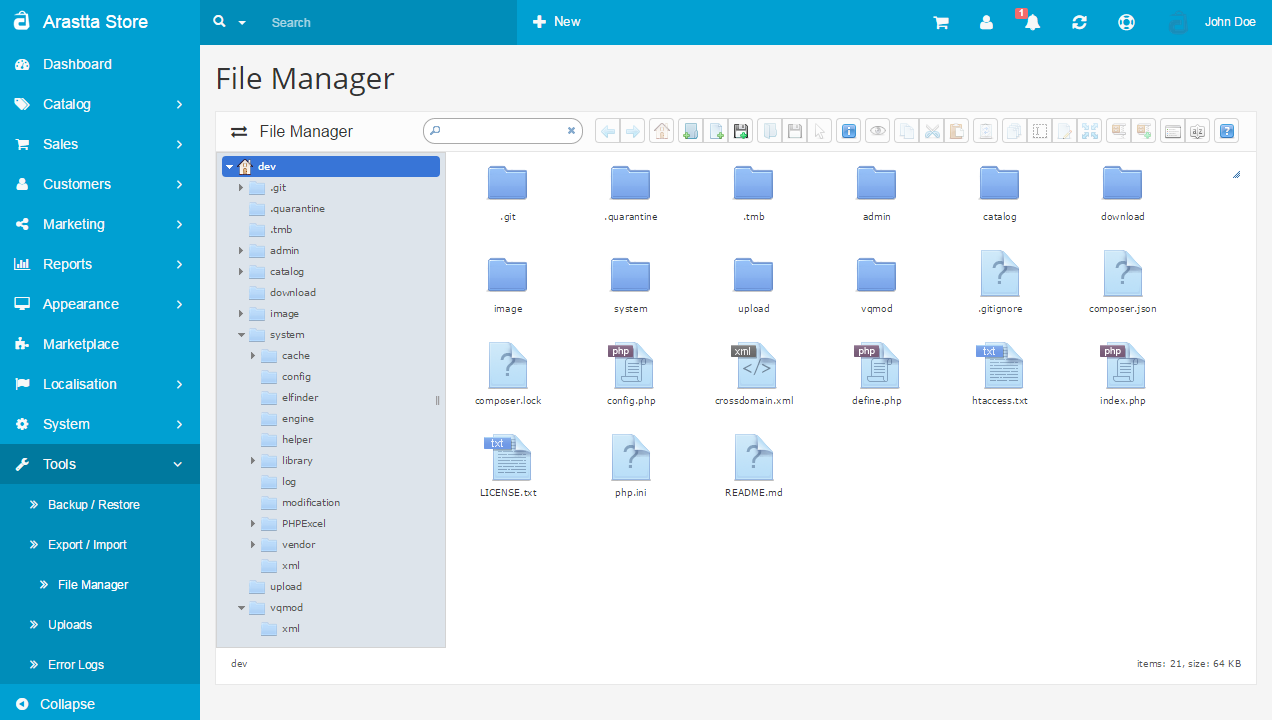 Arastta Store
Search
New
1
John Doe
Dashboard
Catalog
Sales
Customers
Marketing
Reports
Appearance
Marketplace
Localisation
System
Tools
Backup / Restore
Export / Import
File Manager
Uploads
Error Logs
Collapse
File Manager
File Manager
dev
.git
.quarantine
.tmb
admin
catalog
download
image
system
cache
config
elfinder
engine
helper
library
log
modification
PHPExcel
vendor
xml
upload
vqmod
xml
.git .quarantine .tmb admin catalog download
image system upload vqmod .gitignore composer.json
php xml php txt php
composer.lock config.php crossdomain.xml define.php htaccess.txt index.php
txt
LICENSE.txt php.ini README.md
dev
items: 21, size: 64 KB